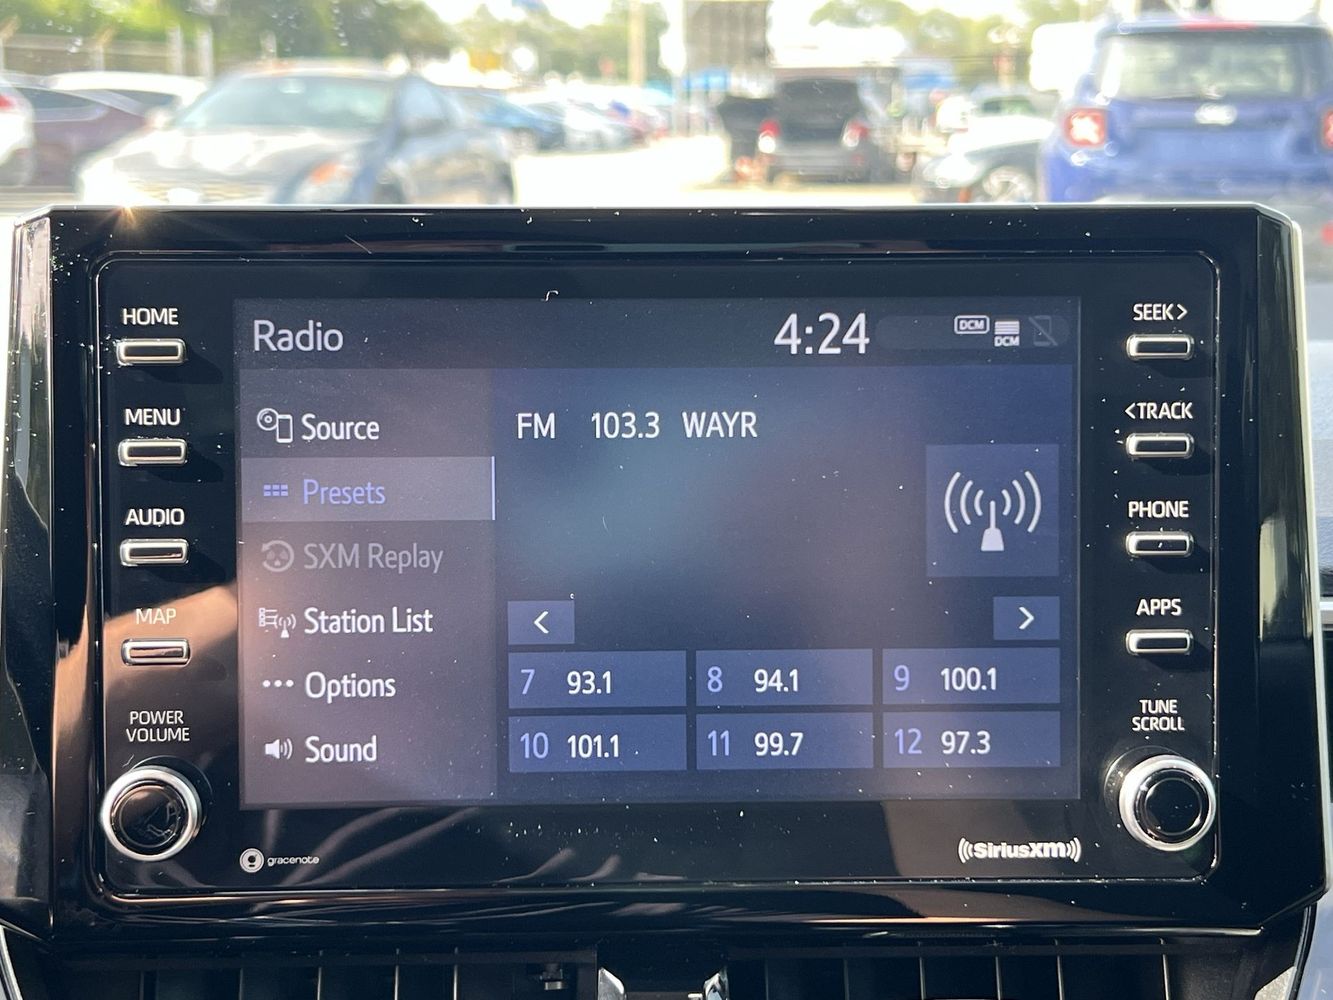 HOME
MENU
AUDIO
MAP
POWER
VOLUME
Radio
4:24
DCM
DCM
Source
Presets
SXM Replay
Station List
Options
Sound
FM 103.3 WAYR
<
>
7 93.1
8 94.1
9 100.1
10 101.1
11 99.7
12 97.3
SEEK>
<TRACK
PHONE
APPS
TUNE
SCROLL
gracenote
((SiriusXM))